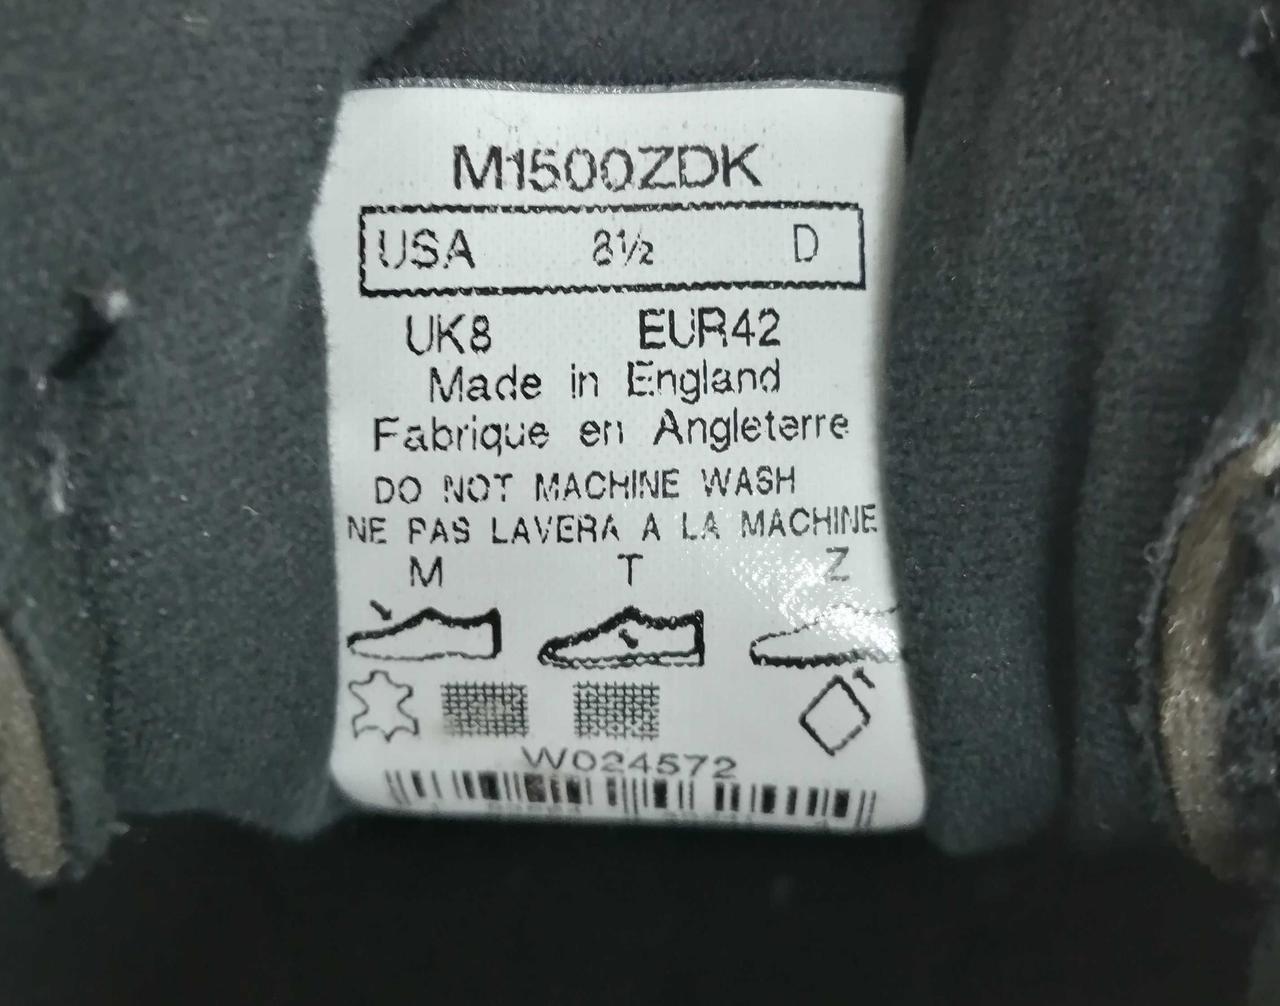 M1500ZDK
USA 8½ D
UK8 EUR42
Made in England
Fabrique en Angleterre
DO NOT MACHINE WASH
NE PAS LAVERA A LA MACHINE
M T Z
W024572